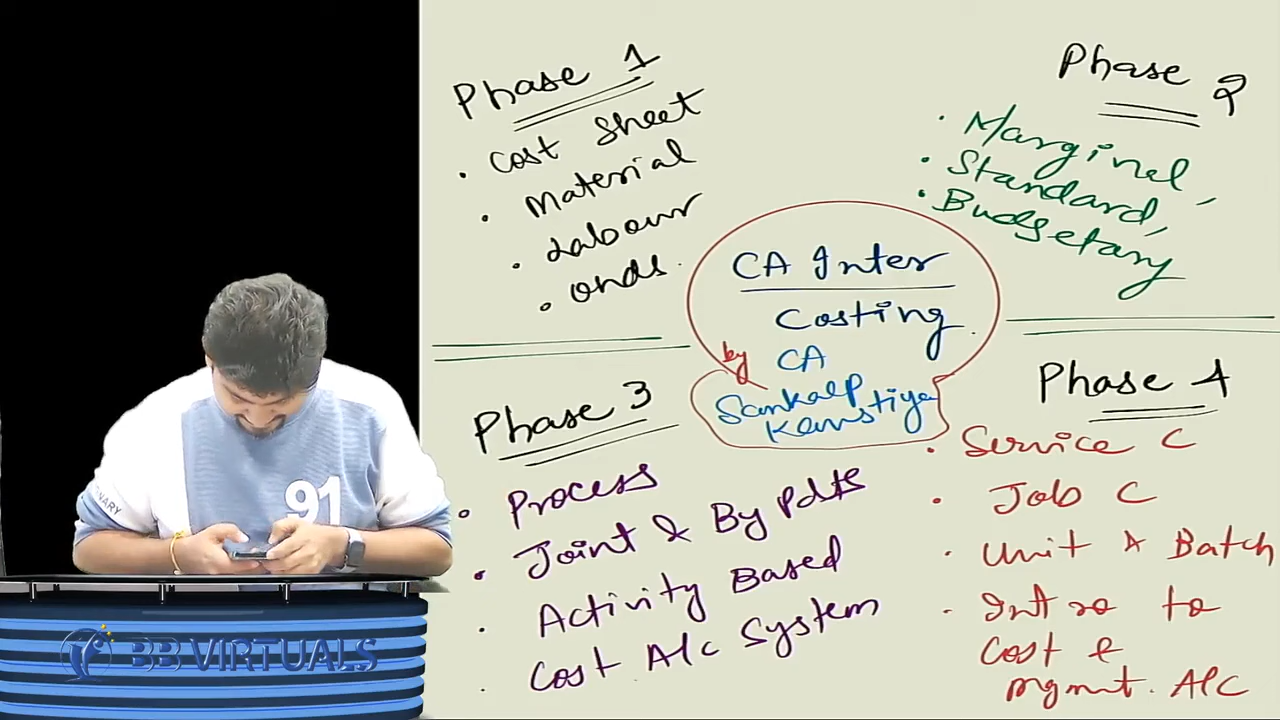 Phase 1
• Cost Sheet
• Material
• Labour
• OHds.
Phase 2
• Marginal,
• Standard,
• Budgetary
CA Inter
Costing
by CA
Sankalp
Kanstiya
Phase 3
• Process
• Joint & By Pdts
• Activity Based
• Cost A/c System
Phase 4
• Service C
• Job C
• Unit & Batch
• Intro to
Cost &
Mgmt. A/C
91
BB VIRTUALS